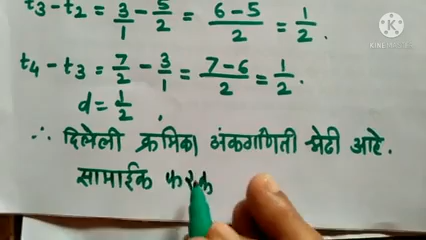 t₃-t₂ = 3/1 - 5/2 = 6-5/2 = 1/2.
t₄-t₃ = 7/2 - 3/1 = 7-6/2 = 1/2.
d = 1/2,
∴ दिलेली क्रमिका अंकगणिती श्रेढी आहे.
सामाईक फरक
KINEMASTER